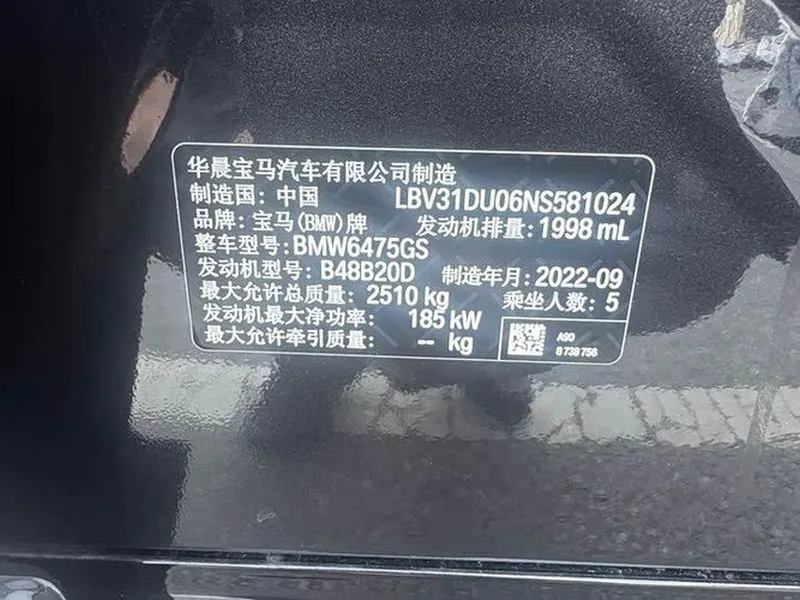 华晨宝马汽车有限公司制造
制造国: 中国 LBV31DU06NS581024
品牌: 宝马(BMW)牌 发动机排量: 1998 mL
整车型号: BMW6475GS
发动机型号: B48B20D 制造年月: 2022-09
最大允许总质量: 2510 kg 乘坐人数: 5
发动机最大净功率: 185 kW
最大允许牵引质量: -- kg
A90
8 738 756